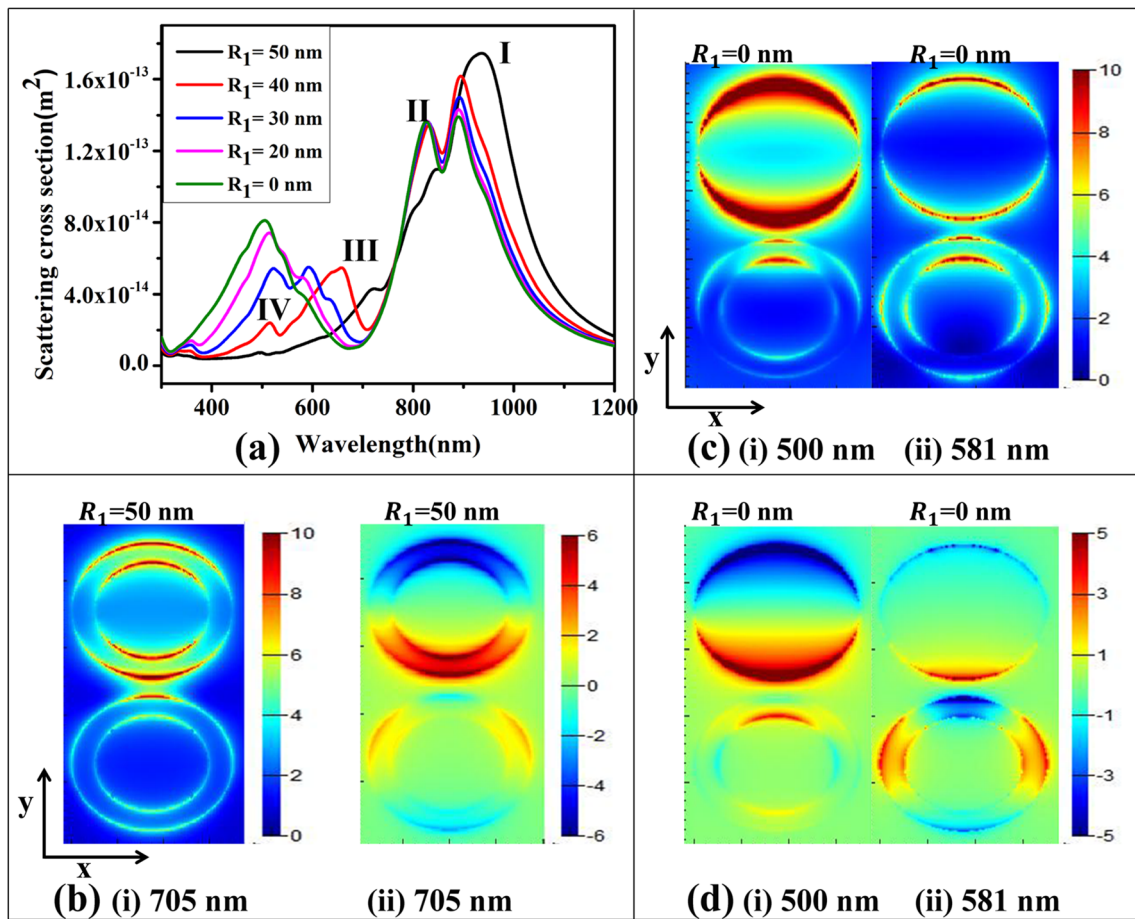 R1= 50 nm
R1= 40 nm
R1= 30 nm
R1= 20 nm
R1= 0 nm
I
II
III
IV
Scattering cross section(m²)
1.6x10⁻¹³
1.2x10⁻¹³
8.0x10⁻¹⁴
4.0x10⁻¹⁴
0.0
400 600 800 1000 1200
(a) Wavelength(nm)
R1=0 nm R1=0 nm
10
8
6
4
2
0
y
x
(c) (i) 500 nm (ii) 581 nm
R1=50 nm R1=50 nm
10
8
6
4
2
0
6
4
2
0
-2
-4
-6
y
x
(b) (i) 705 nm (ii) 705 nm
R1=0 nm R1=0 nm
5
3
1
-1
-3
-5
(d) (i) 500 nm (ii) 581 nm